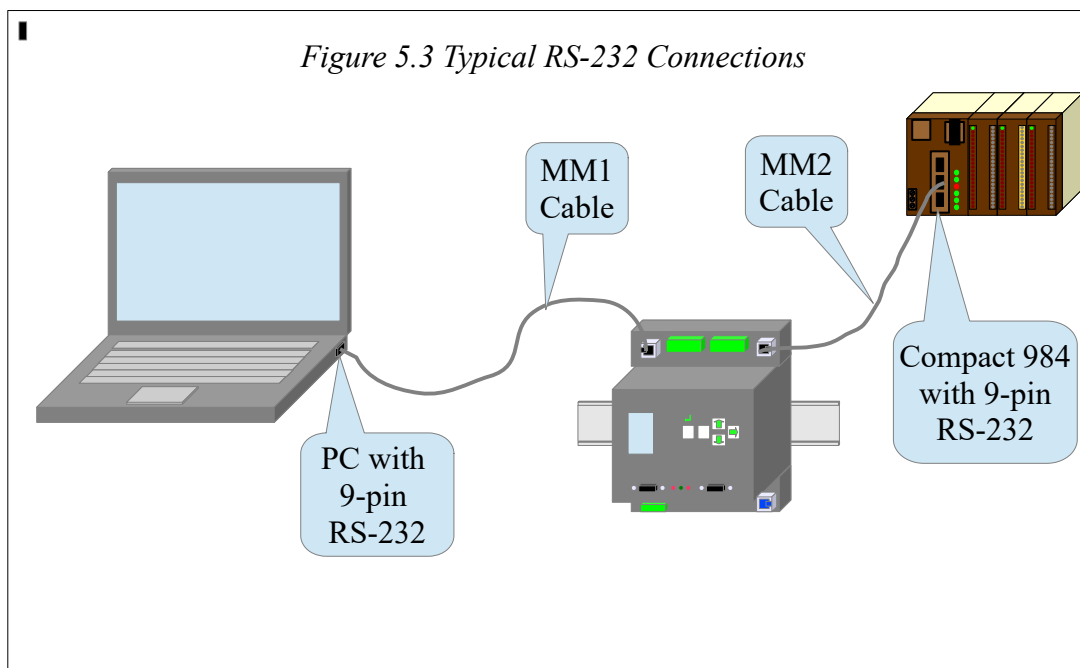 Figure 5.3 Typical RS-232 Connections
MM1
Cable
MM2
Cable
Compact 984
with 9-pin
RS-232
PC with
9-pin
RS-232